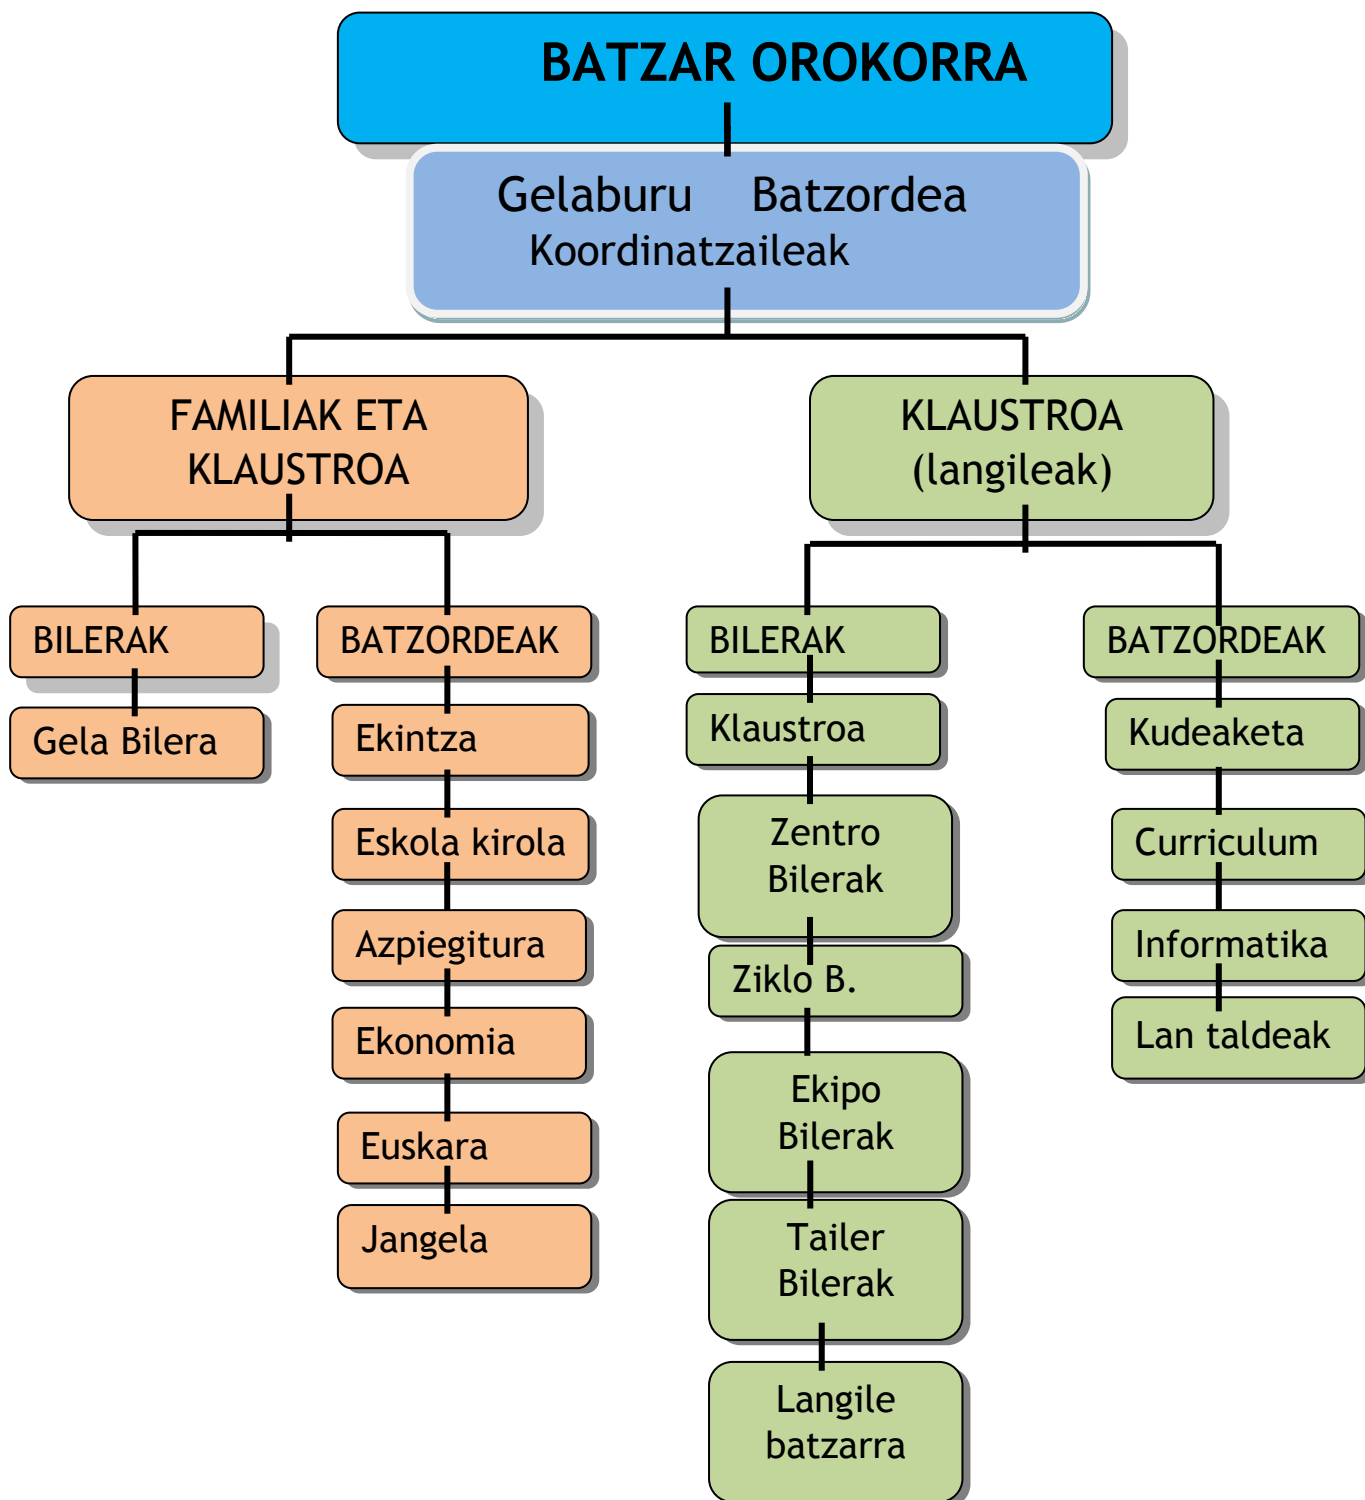 BATZAR OROKORRA
Gelaburu Batzordea
Koordinatzaileak
FAMILIAK ETA
KLAUSTROA
KLAUSTROA
(langileak)
BILERAK
Gela Bilera
BATZORDEAK
Ekintza
Eskola kirola
Azpiegitura
Ekonomia
Euskara
Jangela
BILERAK
Klaustroa
Zentro
Bilerak
Ziklo B.
Ekipo
Bilerak
Tailer
Bilerak
Langile
batzarra
BATZORDEAK
Kudeaketa
Curriculum
Informatika
Lan taldeak